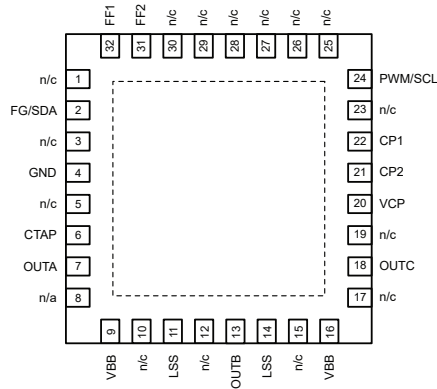 FF1
FF2
n/c
n/c
n/c
n/c
n/c
n/c
32
31
30
29
28
27
26
25
n/c 1
FG/SDA 2
n/c 3
GND 4
n/c 5
CTAP 6
OUTA 7
n/a 8
24 PWM/SCL
23 n/c
22 CP1
21 CP2
20 VCP
19 n/c
18 OUTC
17 n/c
9
10
11
12
13
14
15
16
VBB
n/c
LSS
n/c
OUTB
LSS
n/c
VBB